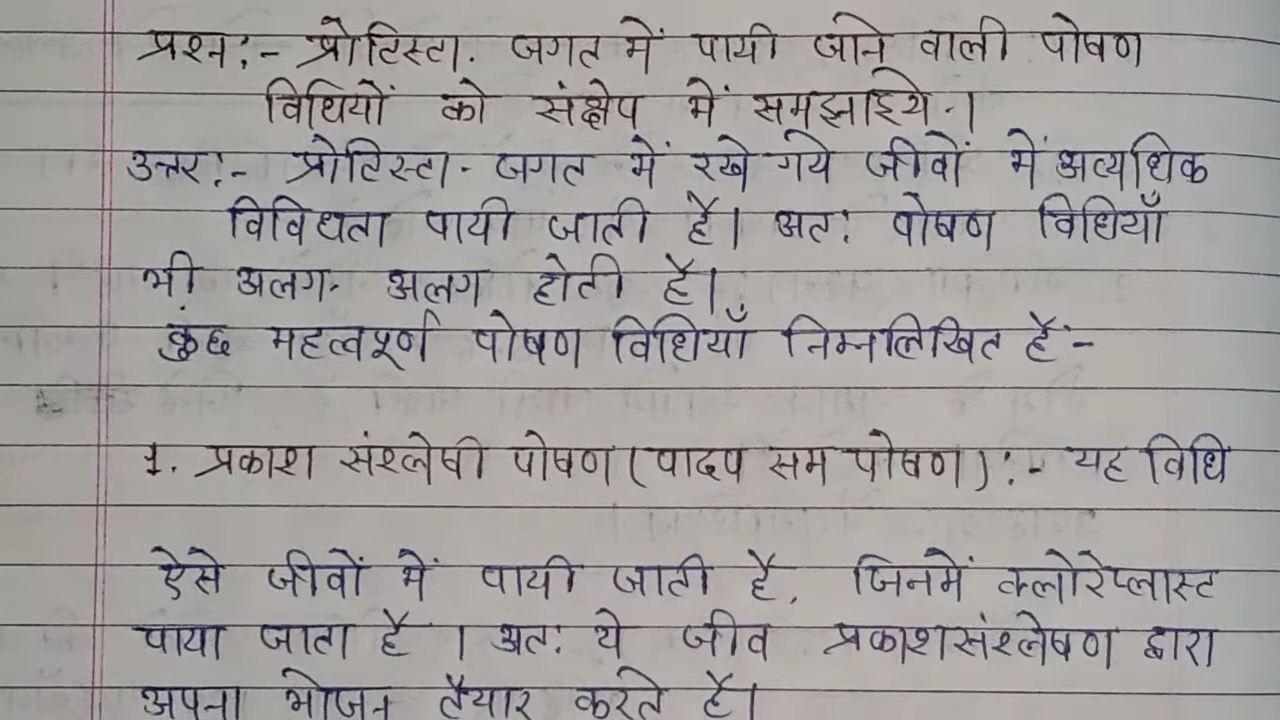 प्रश्न:- प्रोटिस्टा. जगत में पायी जाने वाली पोषण
विधियों को संक्षेप में समझाइये।
उत्तर:- प्रोटिस्टा- जगत में रखे गये जीवों में अत्यधिक
विविधता पायी जाती है। अत: पोषण विधियाँ
भी अलग- अलग होती है।
कुछ महत्वपूर्ण पोषण विधियाँ निम्नलिखित है-
1. प्रकाश संश्लेषी पोषण (पादप सम पोषण):- यह विधि
ऐसे जीवों में पायी जाती है, जिनमें क्लोरेप्लास्ट
पाया जाता है। अत: ये जीव प्रकाशसंश्लेषण द्वारा
अपना भोजन तैयार करते है।